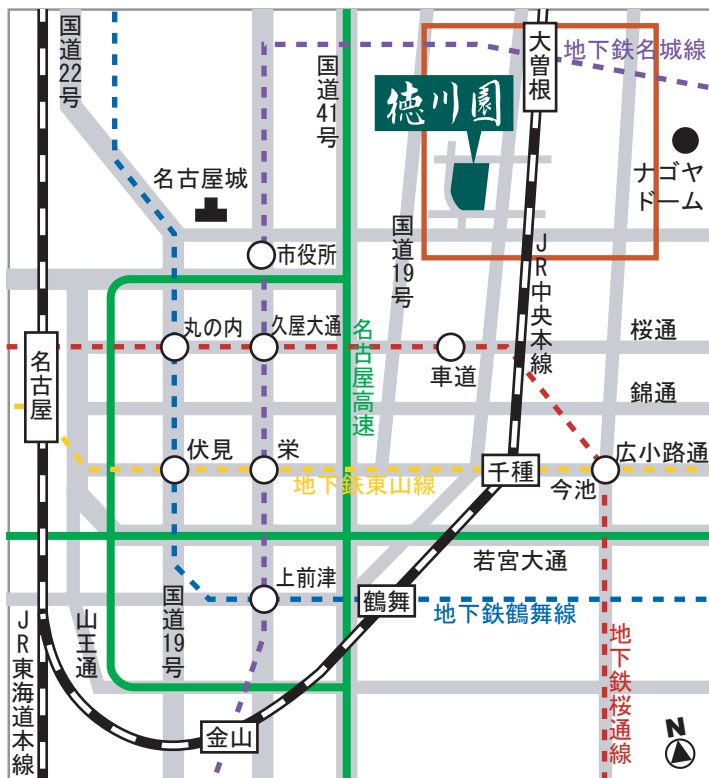 国道22号
国道41号
大曽根
地下鉄名城線
徳川園
ナゴヤ
ドーム
名古屋城
国道19号
市役所
JR中央本線
丸の内
久屋大通
名古屋高速
車道
桜通
名古屋
錦通
伏見
栄
千種
広小路通
地下鉄東山線
今池
若宮大通
上前津
鶴舞
地下鉄鶴舞線
国道19号
山王通
JR東海道本線
地下鉄桜通線
金山
N